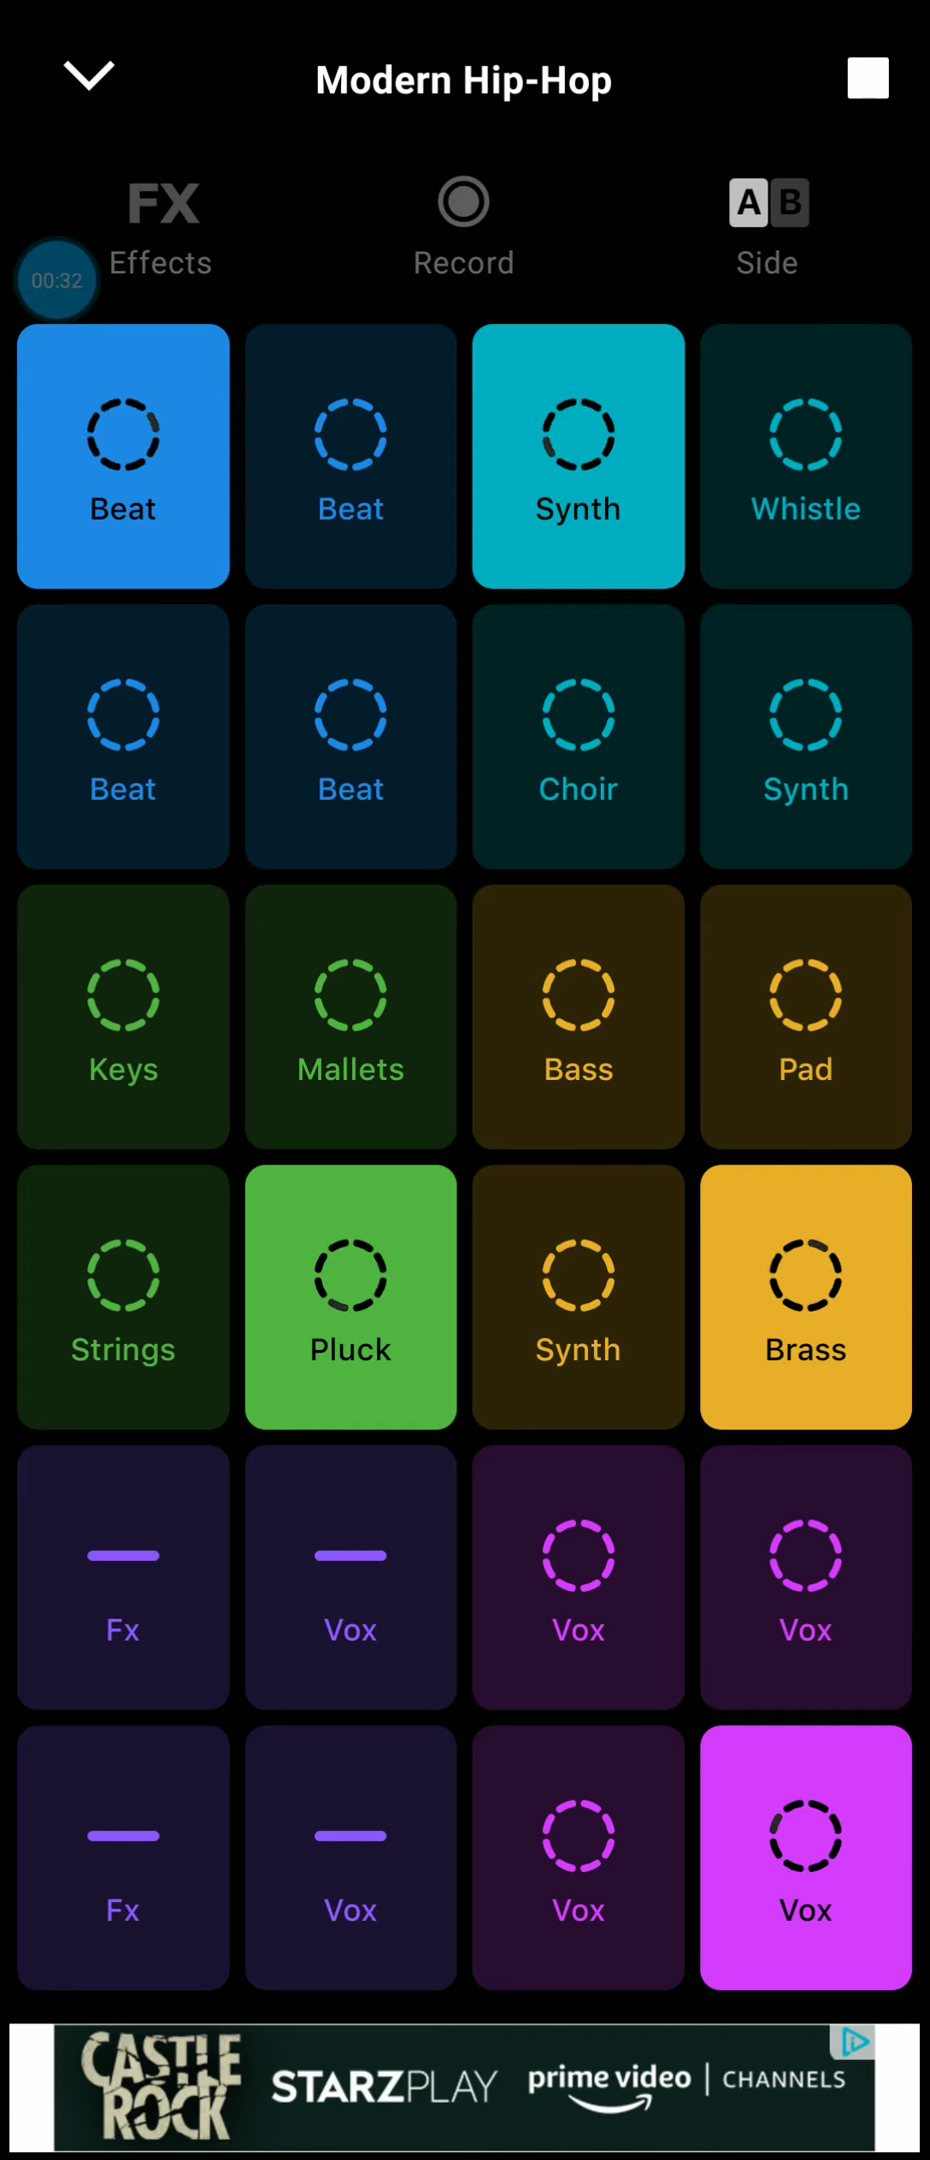 Modern Hip-Hop
FX A B
Effects Record Side
00:32
Beat Beat Synth Whistle
Beat Beat Choir Synth
Keys Mallets Bass Pad
Strings Pluck Synth Brass
Fx Vox Vox Vox
Fx Vox Vox Vox
CASTLE
ROCK
STARZPLAY
prime video | CHANNELS